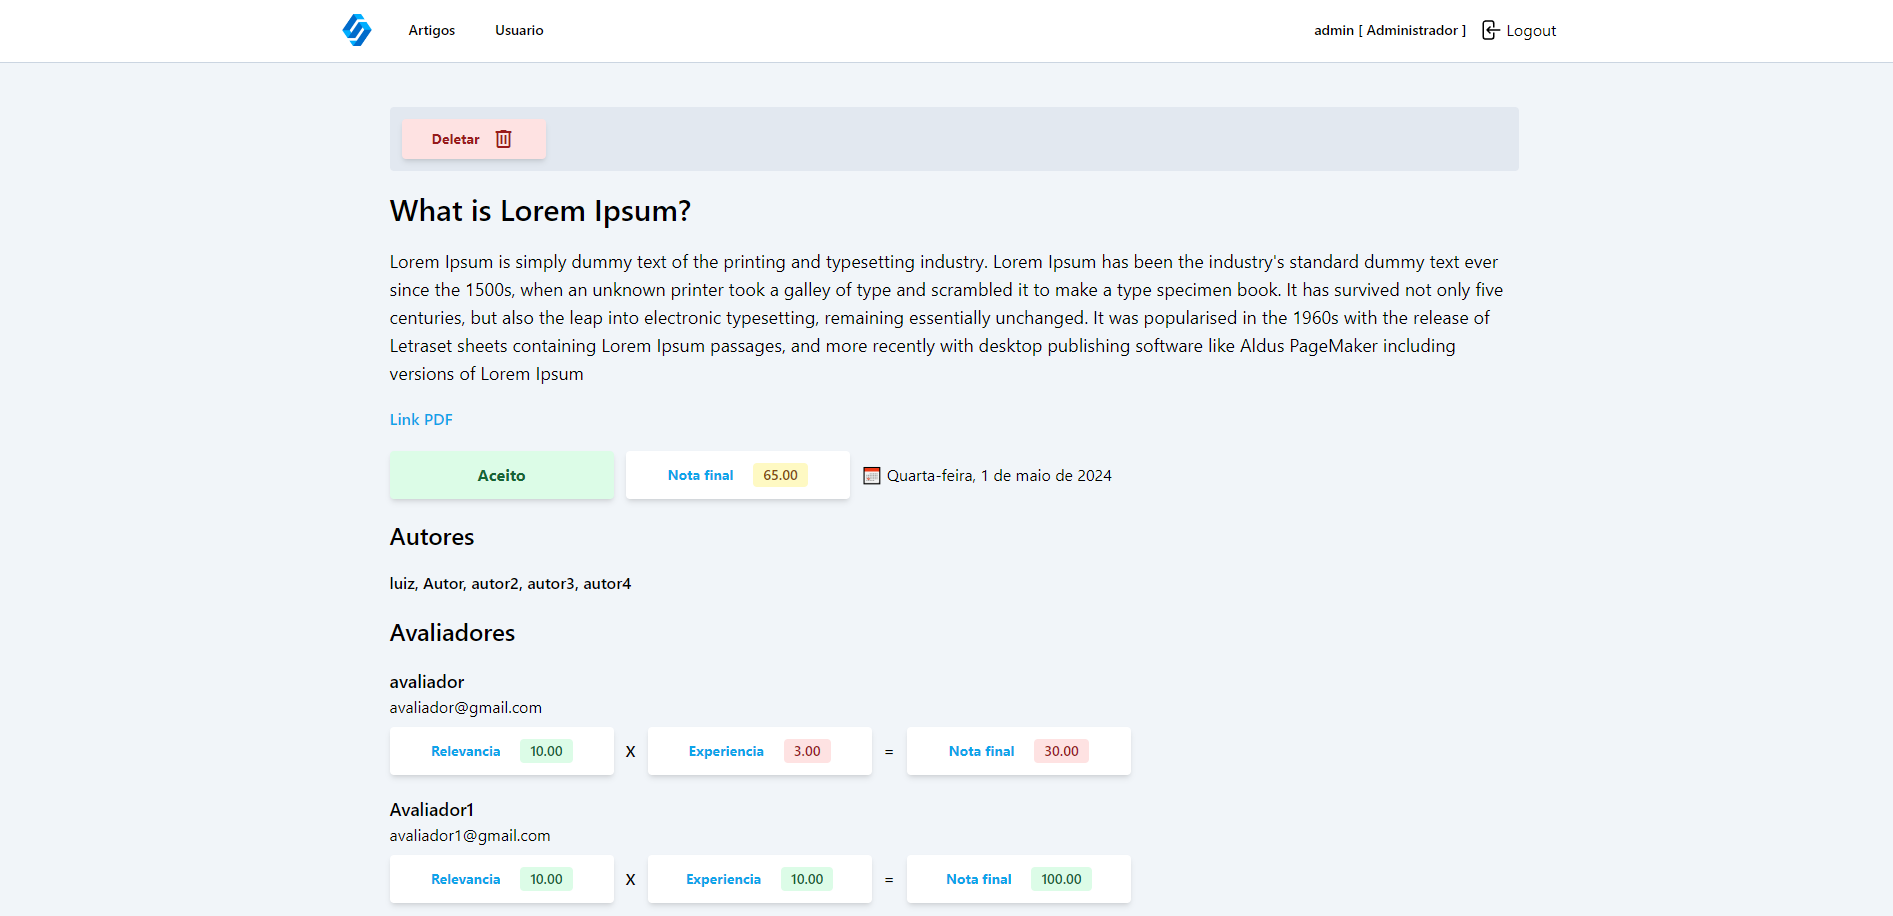 Artigos Usuario admin [ Administrador ] Logout
Deletar
What is Lorem Ipsum?
Lorem Ipsum is simply dummy text of the printing and typesetting industry. Lorem Ipsum has been the industry's standard dummy text ever
since the 1500s, when an unknown printer took a galley of type and scrambled it to make a type specimen book. It has survived not only five
centuries, but also the leap into electronic typesetting, remaining essentially unchanged. It was popularised in the 1960s with the release of
Letraset sheets containing Lorem Ipsum passages, and more recently with desktop publishing software like Aldus PageMaker including
versions of Lorem Ipsum
Link PDF
Aceito Nota final 65.00 Quarta-feira, 1 de maio de 2024
Autores
luiz, Autor, autor2, autor3, autor4
Avaliadores
avaliador
avaliador@gmail.com
Relevancia 10.00 X Experiencia 3.00 = Nota final 30.00
Avaliador1
avaliador1@gmail.com
Relevancia 10.00 X Experiencia 10.00 = Nota final 100.00